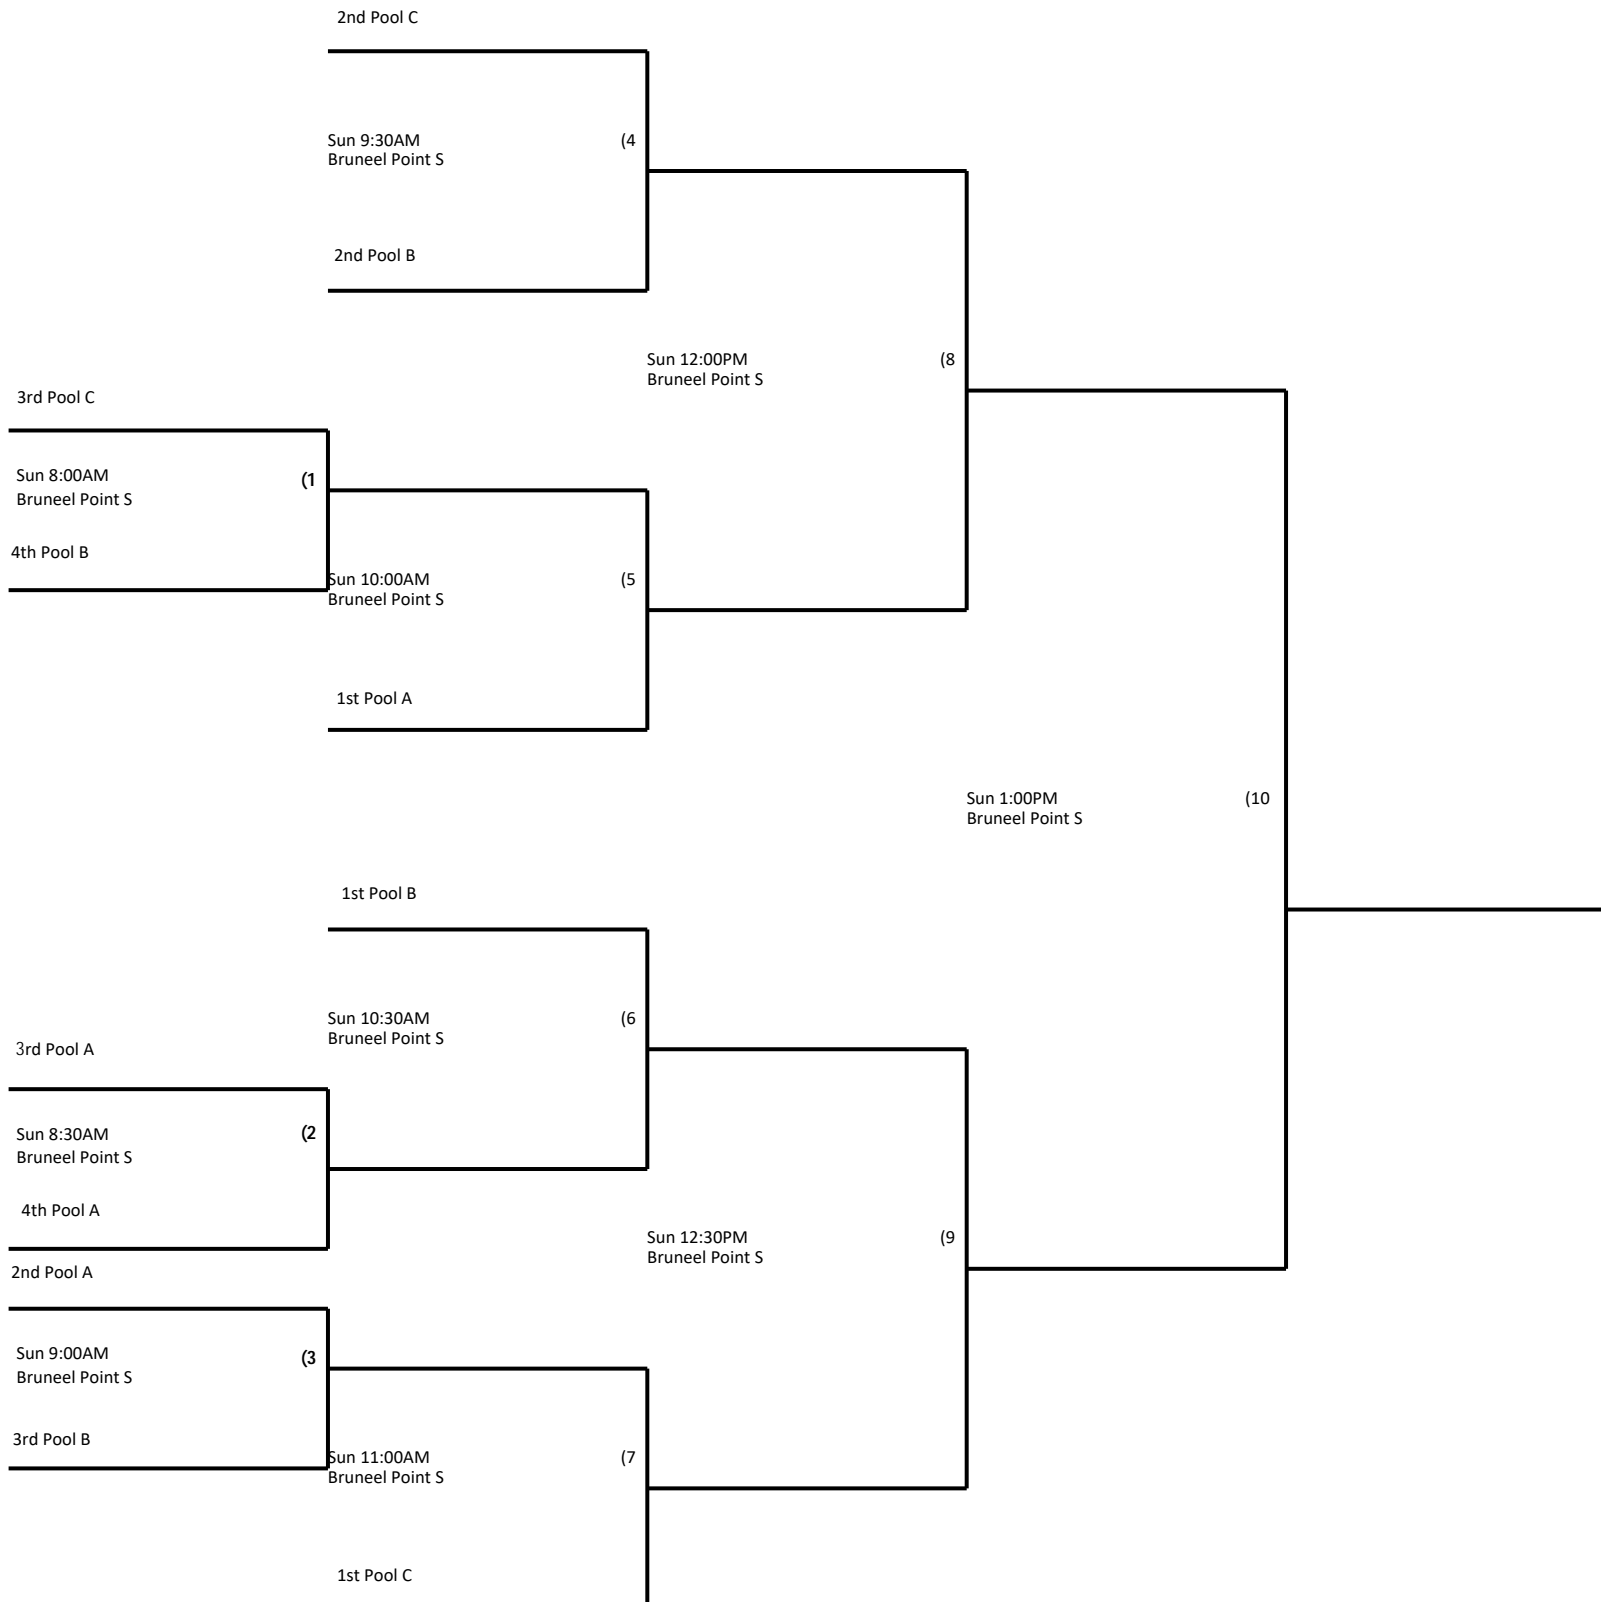 2nd Pool C
Sun 9:30AM
(4
Bruneel Point S
2nd Pool B
Sun 12:00PM
(8
Bruneel Point S
3rd Pool C
Sun 8:00AM
(1
Bruneel Point S
4th Pool B
Sun 10:00AM
(5
Bruneel Point S
1st Pool A
Sun 1:00PM
(10
Bruneel Point S
1st Pool B
Sun 10:30AM
(6
Bruneel Point S
3rd Pool A
Sun 8:30AM
(2
Bruneel Point S
4th Pool A
Sun 12:30PM
(9
Bruneel Point S
2nd Pool A
Sun 9:00AM
(3
Bruneel Point S
3rd Pool B
Sun 11:00AM
(7
Bruneel Point S
1st Pool C